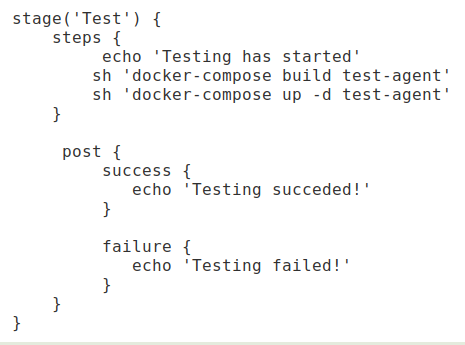 stage('Test') {
    steps {
         echo 'Testing has started'
        sh 'docker-compose build test-agent'
        sh 'docker-compose up -d test-agent'
    }

     post {
         success {
            echo 'Testing succeded!'
         }

         failure {
            echo 'Testing failed!'
         }
    }
}